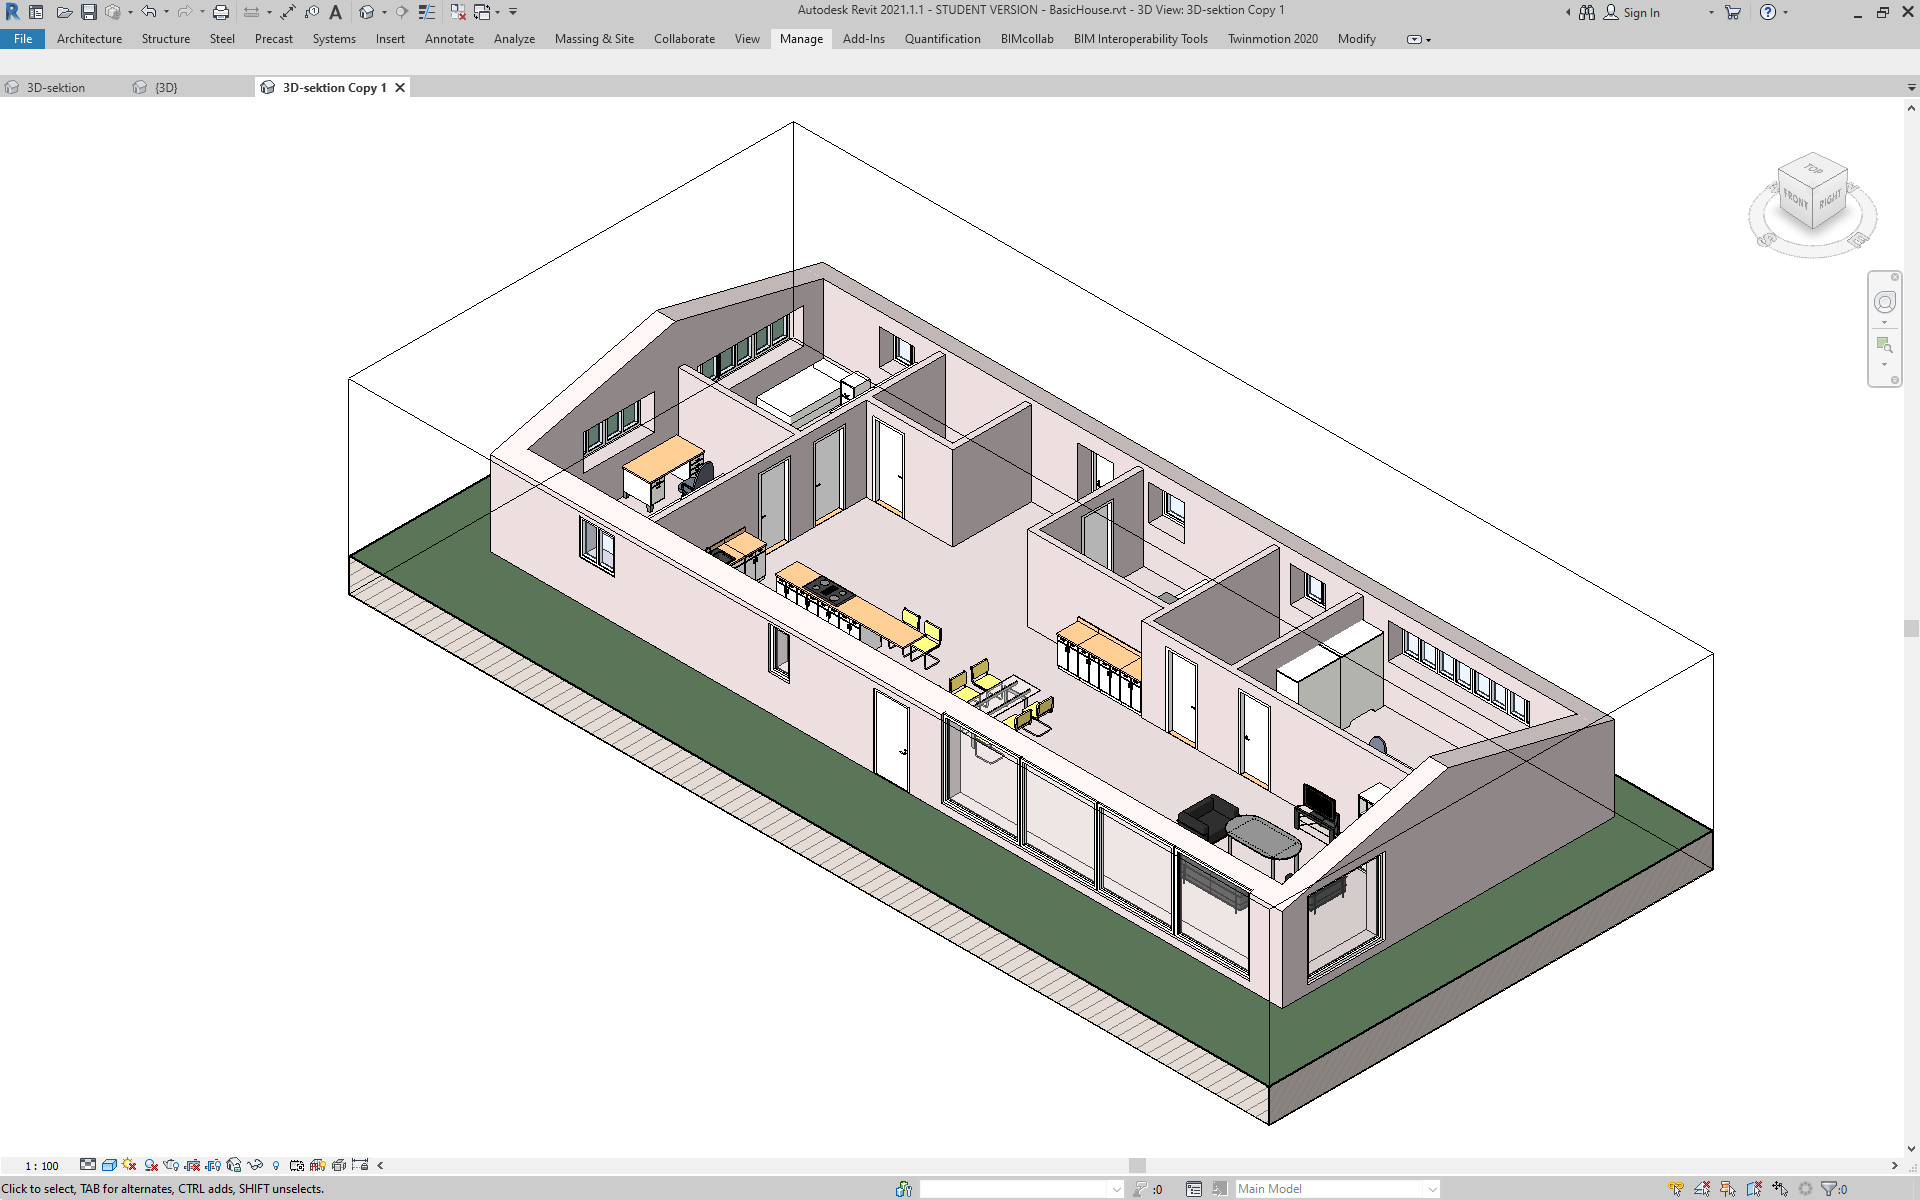 Autodesk Revit 2021.1.1 - STUDENT VERSION - BasicHouse.rvt - 3D View: 3D-sektion Copy 1
Sign In
File Architecture Structure Steel Precast Systems Insert Annotate Analyze Massing & Site Collaborate View Manage Add-Ins Quantification BIMcollab BIM Interoperability Tools Twinmotion 2020 Modify
3D-sektion {3D} 3D-sektion Copy 1
TOP
FRONT RIGHT
S E
1 : 100
Click to select, TAB for alternates, CTRL adds, SHIFT unselects. :0 Main Model :0